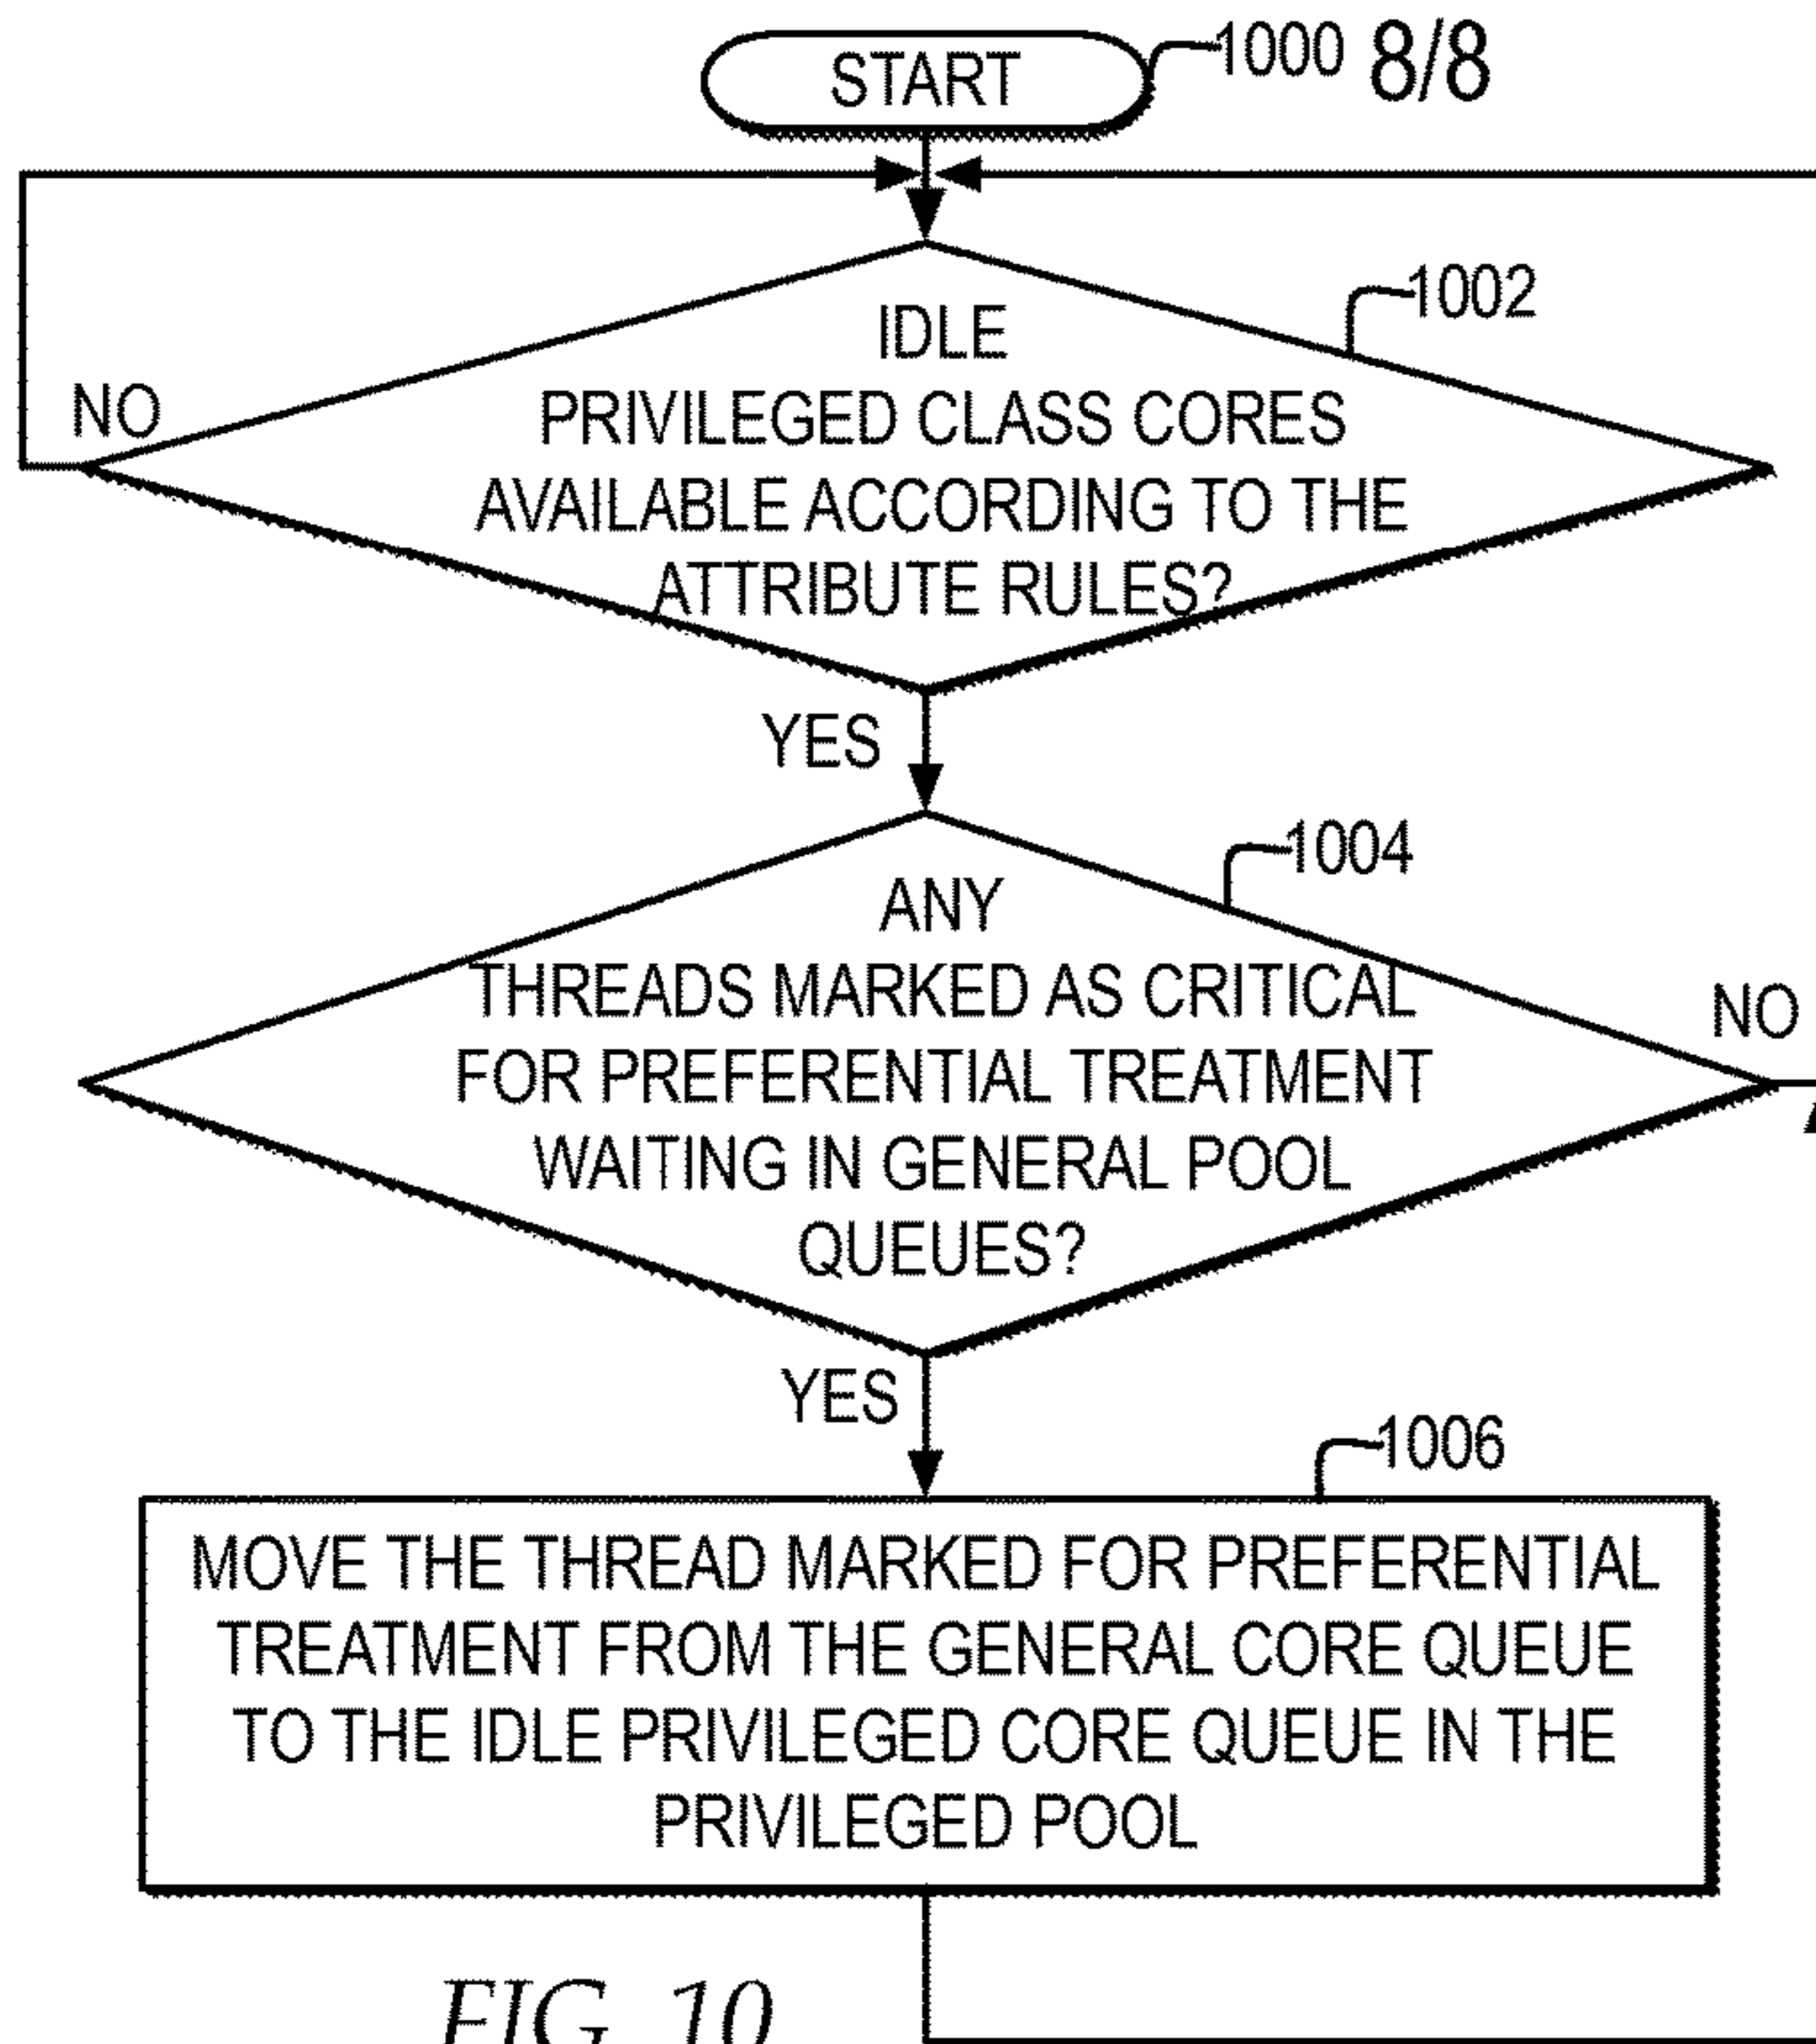 START
1000
8/8
1002
IDLE
PRIVILEGED CLASS CORES
AVAILABLE ACCORDING TO THE
ATTRIBUTE RULES?
NO
YES
1004
ANY
THREADS MARKED AS CRITICAL
FOR PREFERENTIAL TREATMENT
WAITING IN GENERAL POOL
QUEUES?
NO
YES
1006
MOVE THE THREAD MARKED FOR PREFERENTIAL
TREATMENT FROM THE GENERAL CORE QUEUE
TO THE IDLE PRIVILEGED CORE QUEUE IN THE
PRIVILEGED POOL
FIG. 10